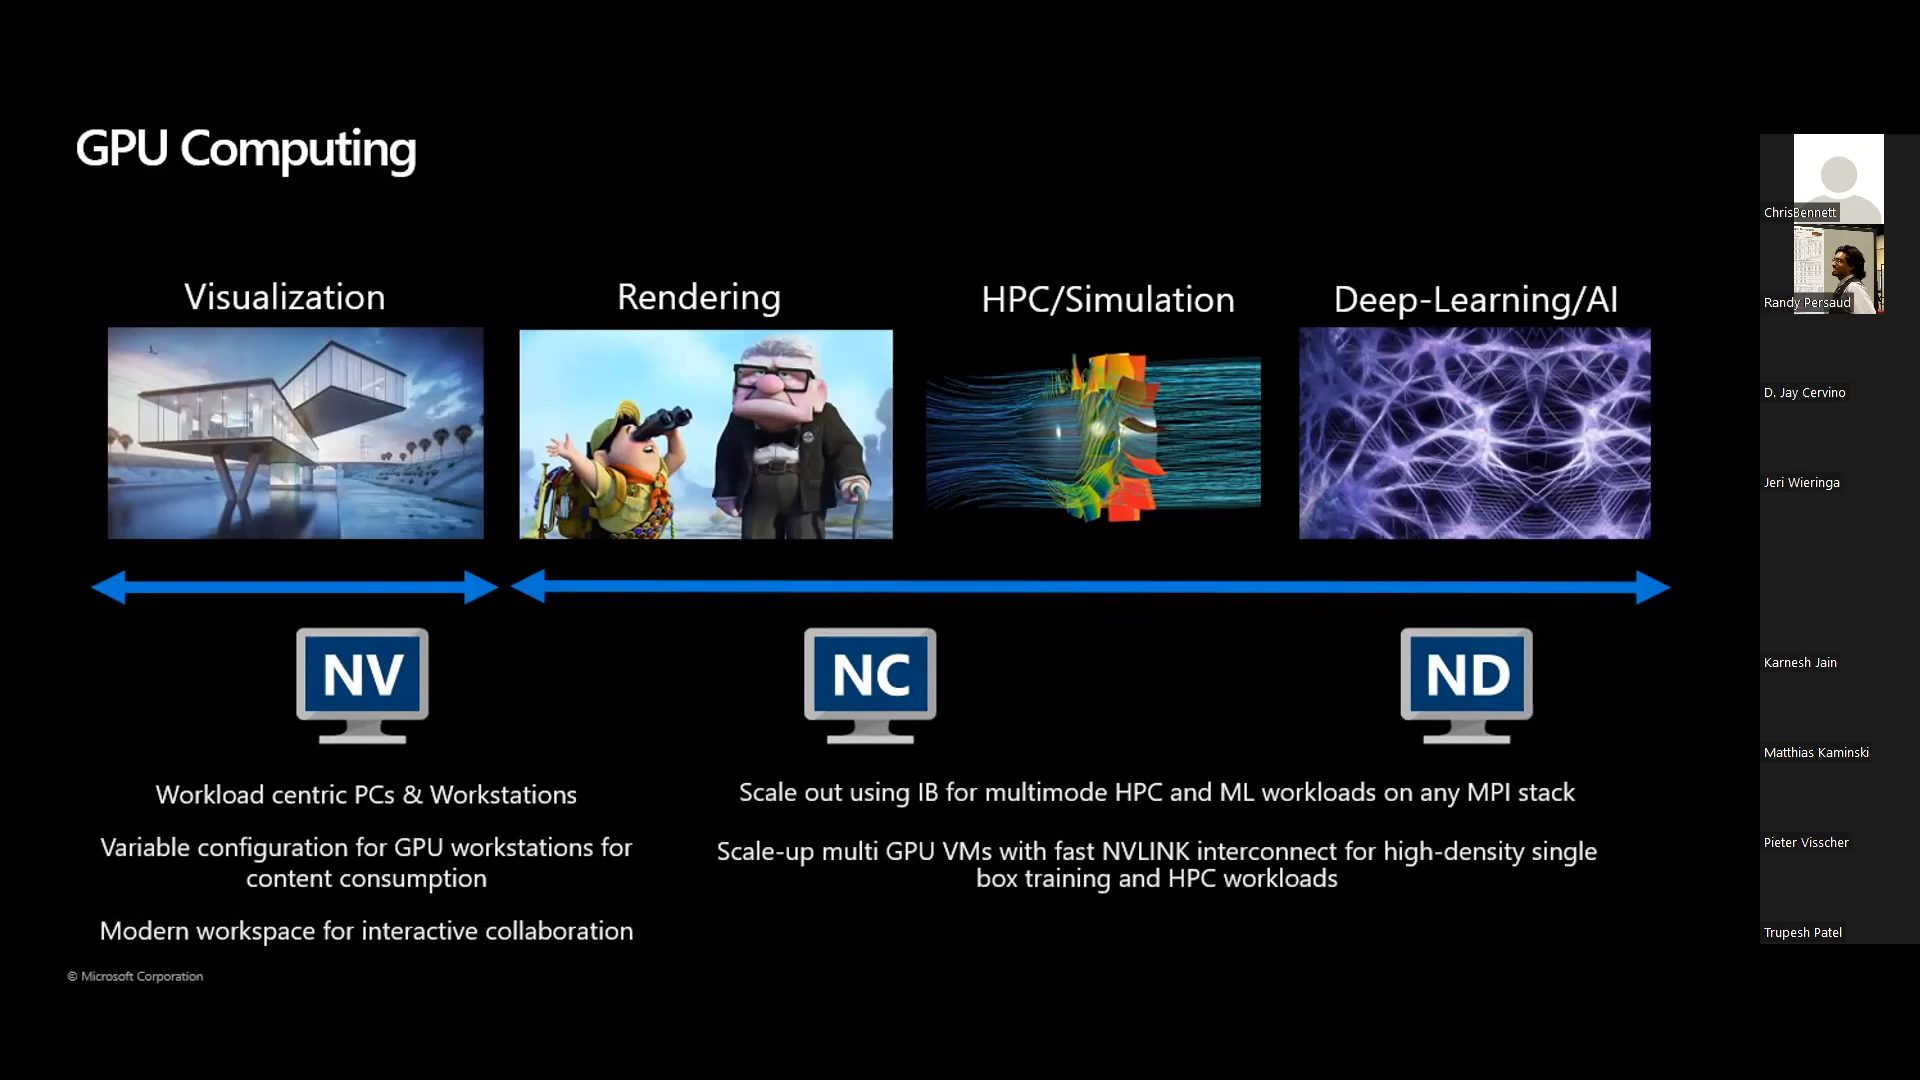 GPU Computing
Visualization
Rendering
HPC/Simulation
Deep-Learning/AI
NV
NC
ND
Workload centric PCs & Workstations
Variable configuration for GPU workstations for
content consumption
Modern workspace for interactive collaboration
Scale out using IB for multimode HPC and ML workloads on any MPI stack
Scale-up multi GPU VMs with fast NVLINK interconnect for high-density single
box training and HPC workloads
© Microsoft Corporation
ChrisBennett
Randy Persaud
D. Jay Cervino
Jeri Wieringa
Karnesh Jain
Matthias Kaminski
Pieter Visscher
Trupesh Patel